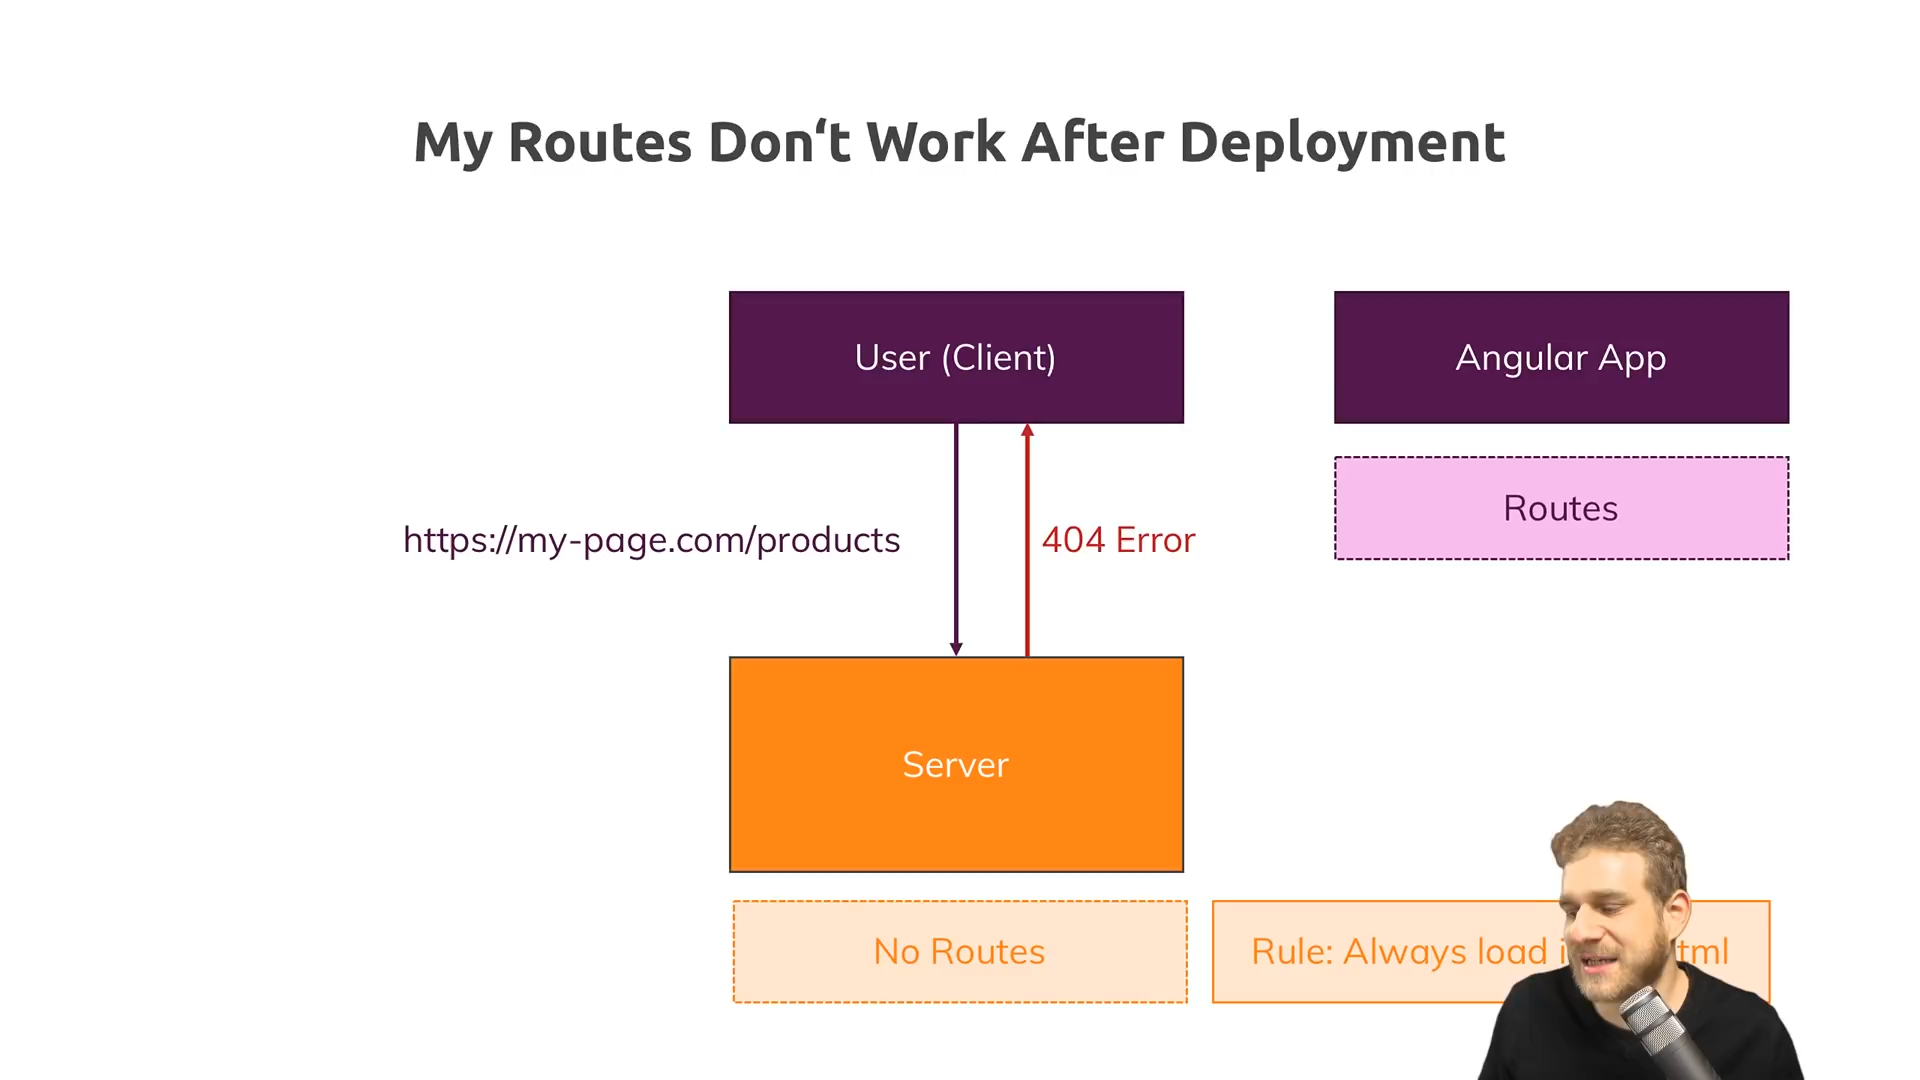 My Routes Don‘t Work After Deployment
User (Client)
Angular App
Routes
https://my-page.com/products
404 Error
Server
No Routes
Rule: Always load